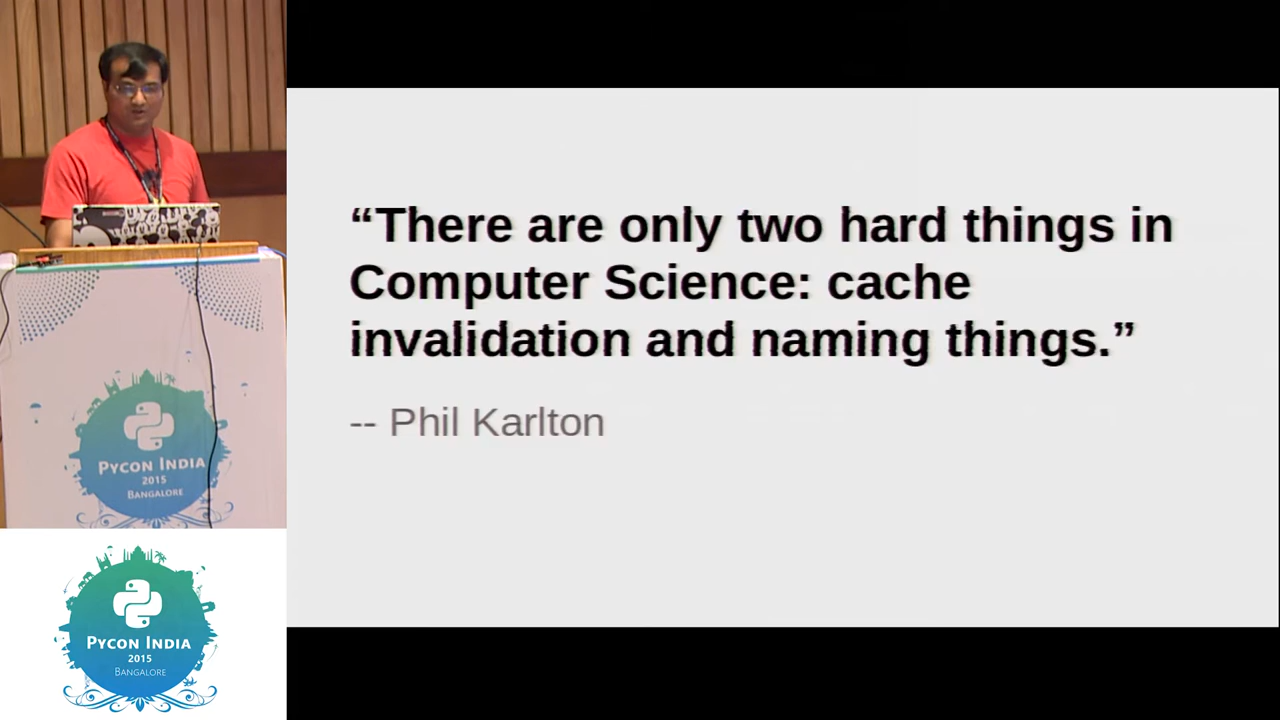 “There are only two hard things in
Computer Science: cache
invalidation and naming things.”
-- Phil Karlton
PYCON INDIA
2015
BANGALORE
PYCON INDIA
2015
BANGALORE